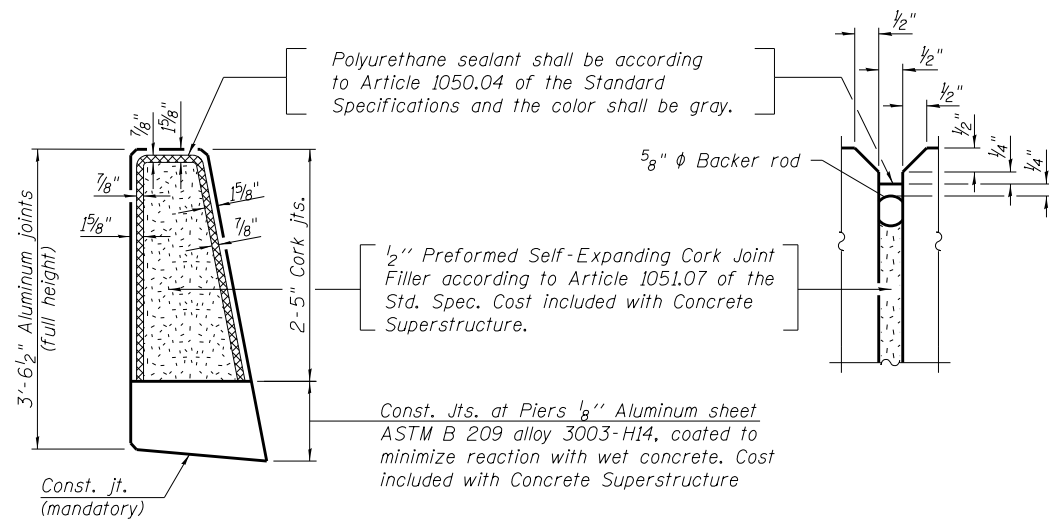 Polyurethane sealant shall be according
to Article 1050.04 of the Standard
Specifications and the color shall be gray.
½"
½"
½"
½"
¼"
¼"
⅝" ϕ Backer rod
⅞"
1⅝"
⅞"
1⅝"
1⅝"
⅞"
3'-6½" Aluminum joints
(full height)
2-5" Cork jts.
½" Preformed Self-Expanding Cork Joint
Filler according to Article 1051.07 of the
Std. Spec. Cost included with Concrete
Superstructure.
Const. Jts. at Piers ⅛" Aluminum sheet
ASTM B 209 alloy 3003-H14, coated to
minimize reaction with wet concrete. Cost
included with Concrete Superstructure
Const. jt.
(mandatory)